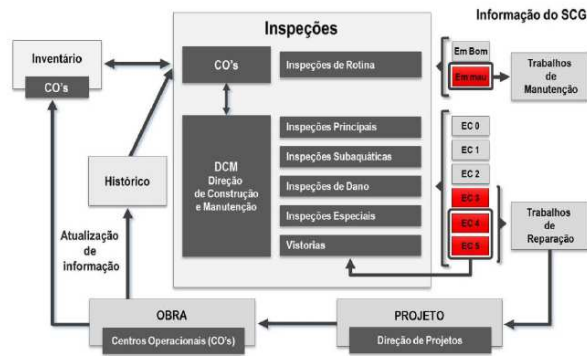 Informação do SCG
Inspeções
Inventário
CO's
CO's
Inspeções de Rotina
Em Bom
Em mau
Trabalhos
de
Manutenção
DCM
Direção
de Construção
e Manutenção
Inspeções Principais
Inspeções Subaquáticas
Inspeções de Dano
Inspeções Especiais
Vistorias
EC 0
EC 1
EC 2
EC 3
EC 4
EC 5
Histórico
Trabalhos
de
Reparação
Atualização
de
informação
OBRA
Centros Operacionais (CO's)
PROJETO
Direção de Projetos